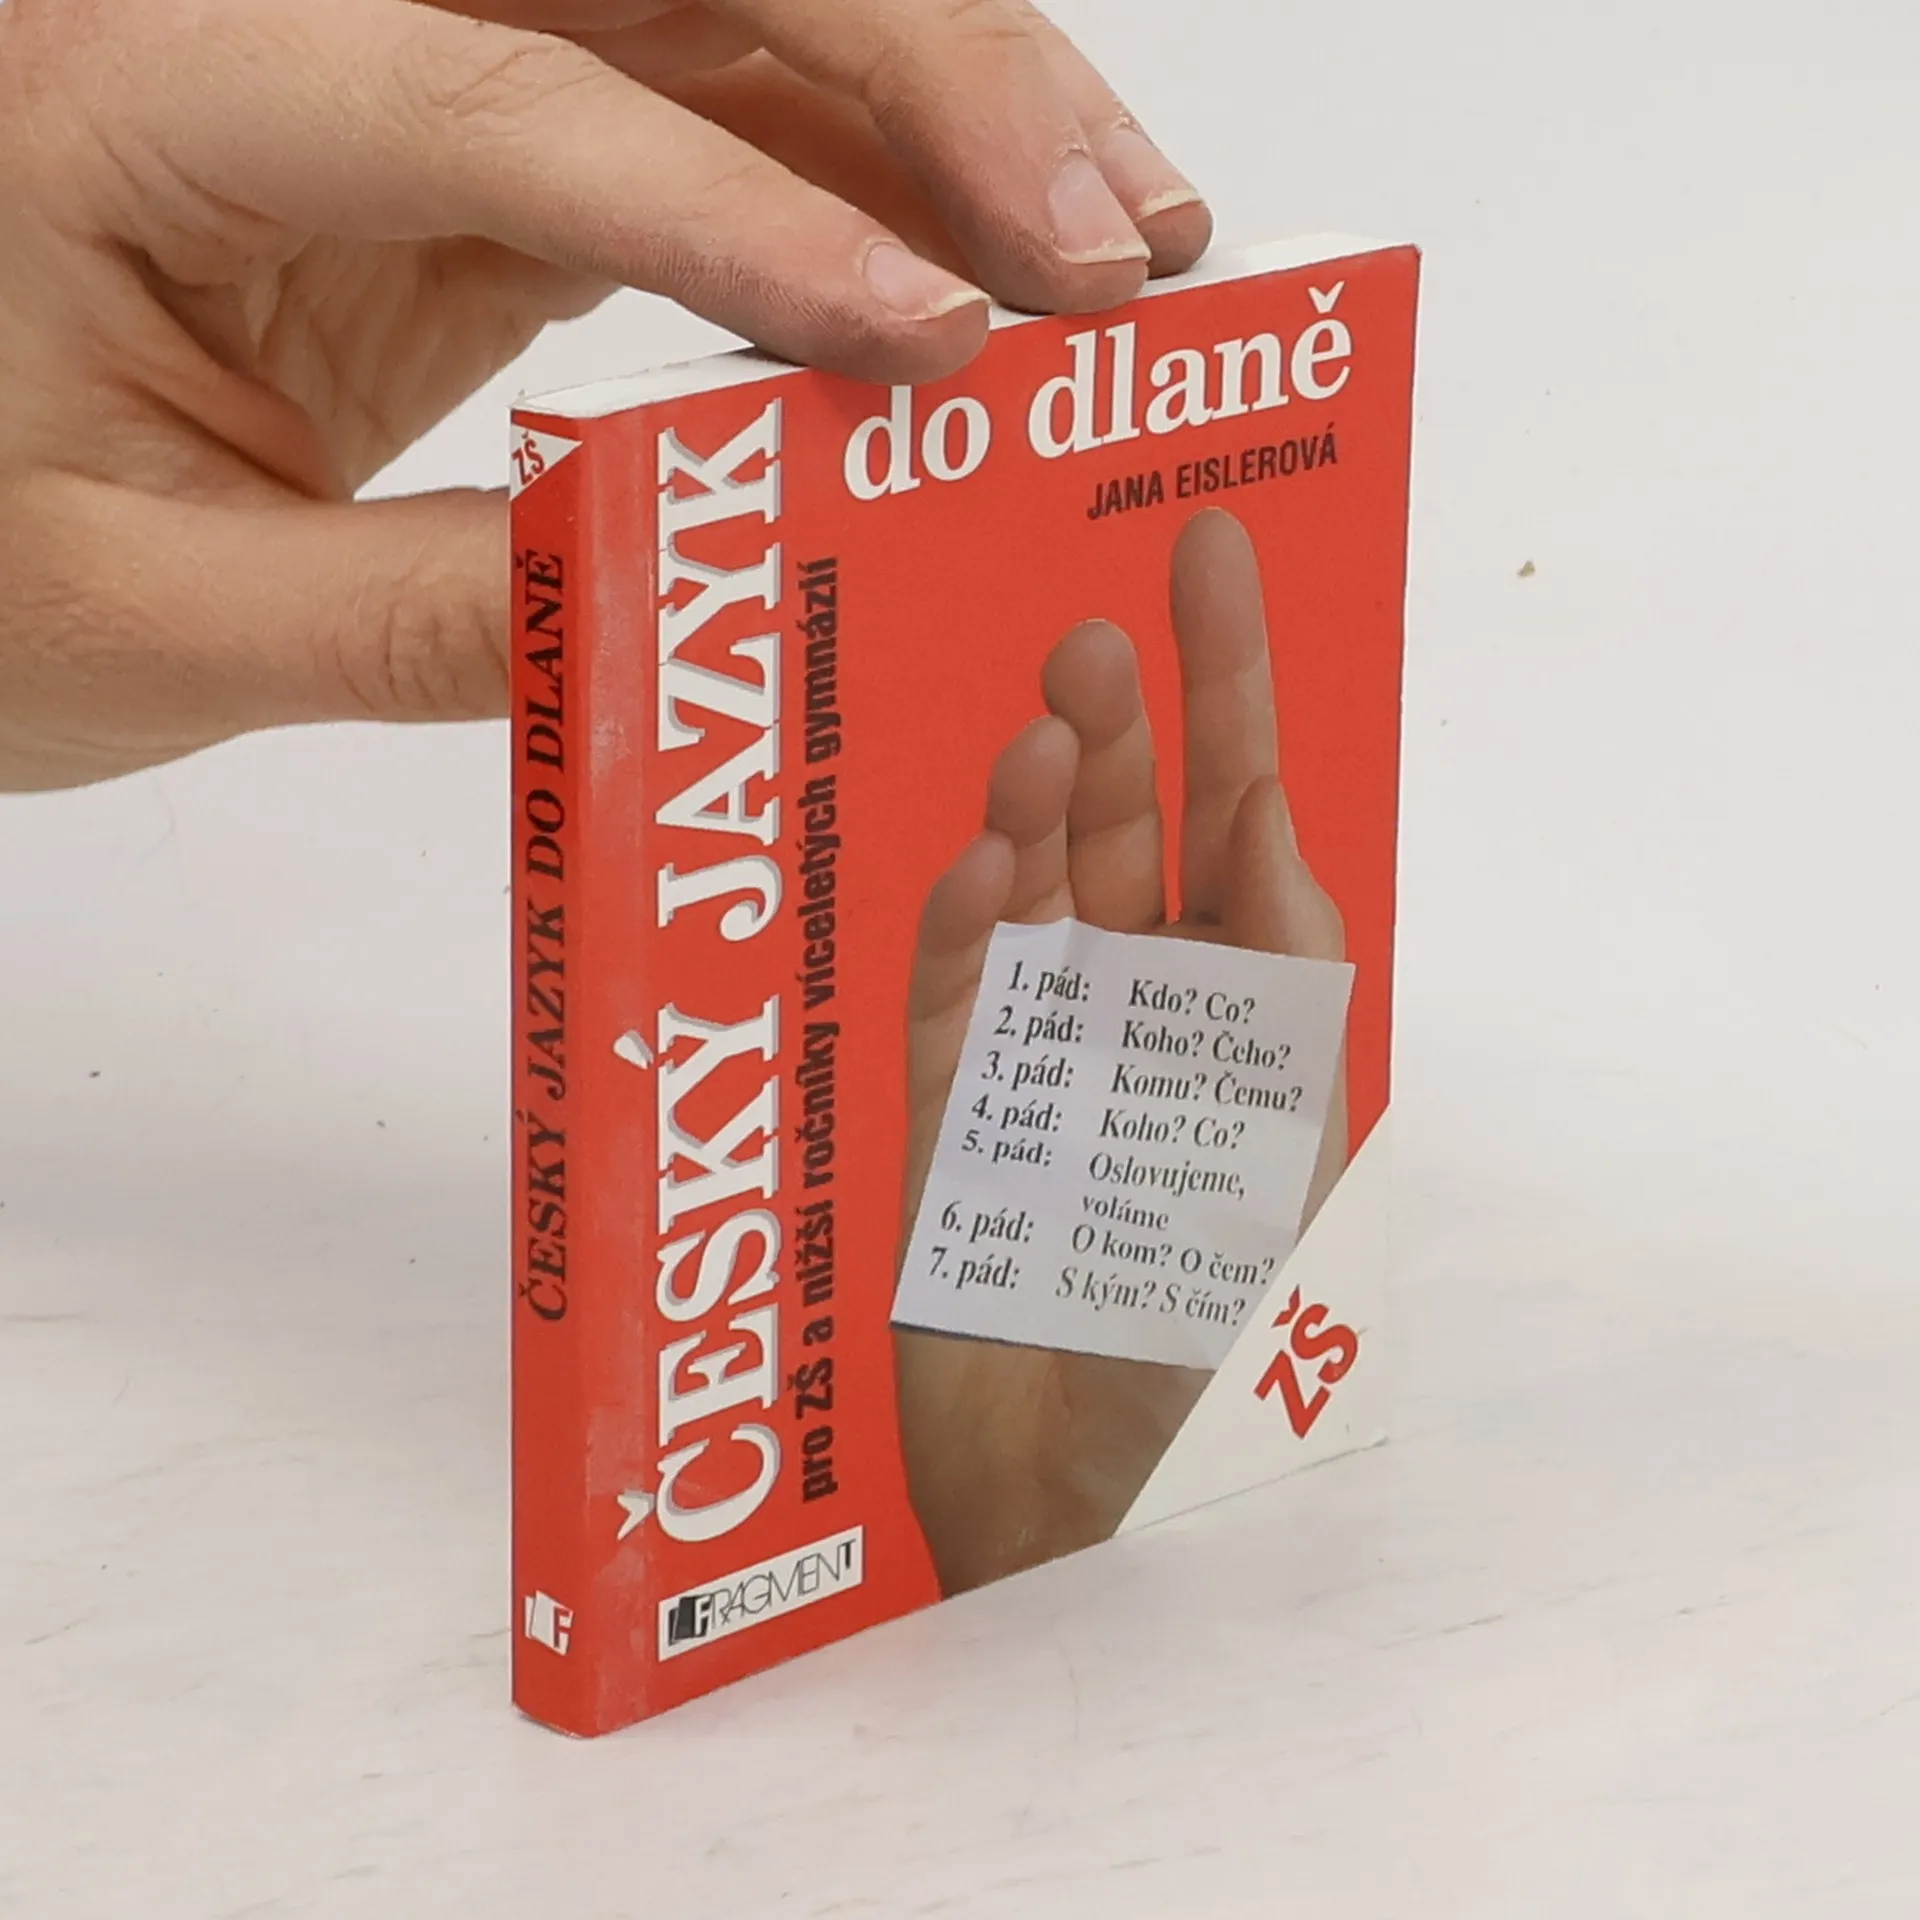 ZŠ
ČESKÝ JAZYK DO DLANĚ
F
ČESKÝ JAZYK
do dlaně
JANA EISLEROVÁ
pro ZŠ a nižší ročníky víceletých gymnázií
1. pád: Kdo? Co?
2. pád: Koho? Čeho?
3. pád: Komu? Čemu?
4. pád: Koho? Co?
5. pád: Oslovujeme,
voláme
6. pád: O kom? O čem?
7. pád: S kým? S čím?
ZŠ
FRAGMENT